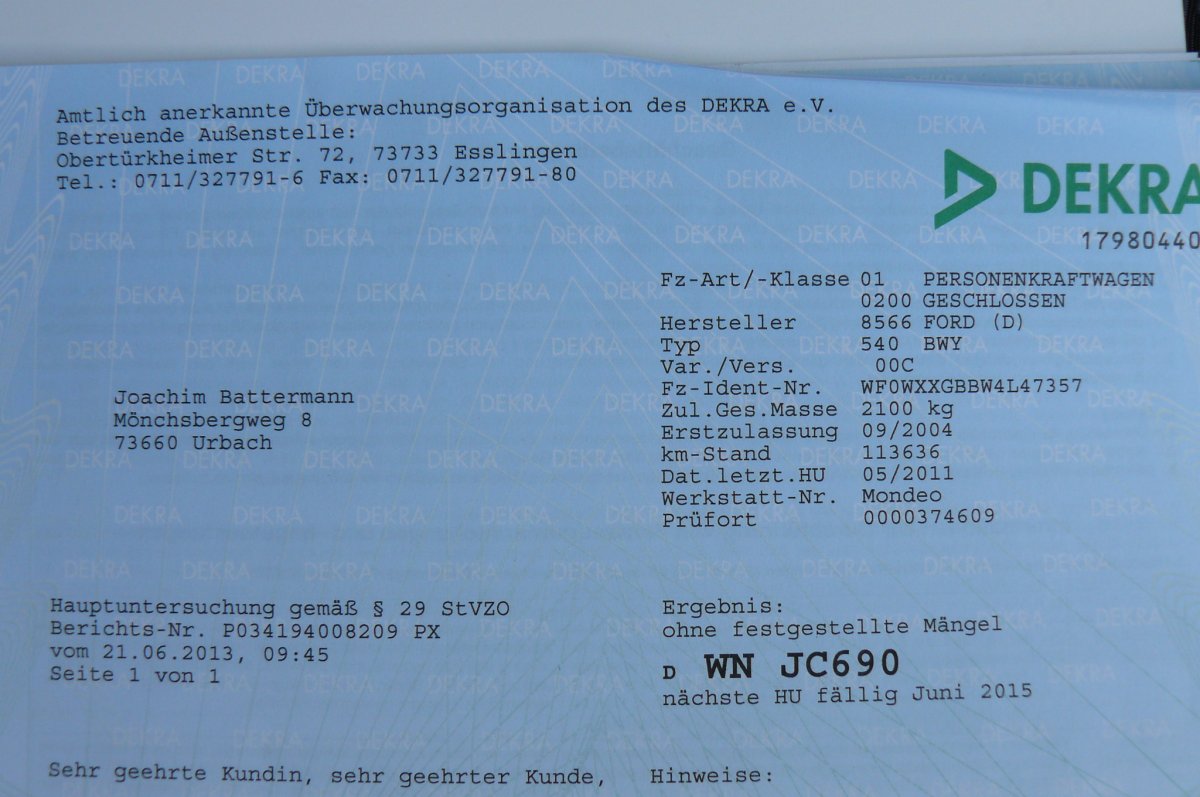 Amtlich anerkannte Überwachungsorganisation des DEKRA e.V.
Betreuende Außenstelle:
Obertürkheimer Str. 72, 73733 Esslingen
Tel.: 0711/327791-6 Fax: 0711/327791-80
DEKRA
17980440
Fz-Art/-Klasse 01 PERSONENKRAFTWAGEN
0200 GESCHLOSSEN
Hersteller 8566 FORD (D)
Typ 540 BWY
Var./Vers. 00C
Fz-Ident-Nr. WF0WXXGBBW4L47357
Zul.Ges.Masse 2100 kg
Erstzulassung 09/2004
km-Stand 113636
Dat.letzt.HU 05/2011
Werkstatt-Nr. Mondeo
Prüfort 0000374609
Joachim Battermann
Mönchsbergweg 8
73660 Urbach
Hauptuntersuchung gemäß § 29 StVZO
Berichts-Nr. P034194008209 PX
vom 21.06.2013, 09:45
Seite 1 von 1
Ergebnis:
ohne festgestellte Mängel
D WN JC690
nächste HU fällig Juni 2015
Sehr geehrte Kundin, sehr geehrter Kunde,
Hinweise: